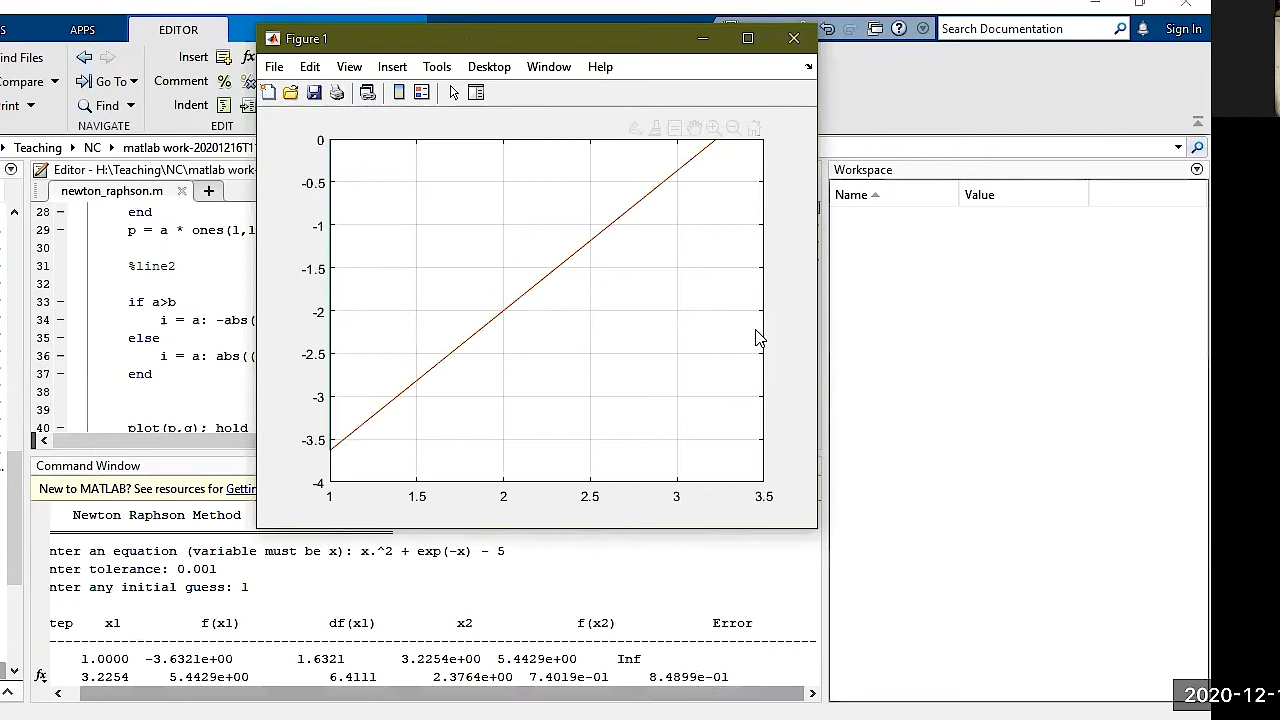 S
APPS
EDITOR
Search Documentation
Sign In
Figure 1
File Edit View Insert Tools Desktop Window Help
ind Files
Insert
fx
ompare
Go To
Comment
%
rint
Find
Indent
NAVIGATE
EDIT
Teaching
NC
matlab work-20201216T1
Editor - H:\Teaching\NC\matlab work-
newton_raphson.m
+
28 end
29 p = a * ones(1,l
30
31 %line2
32
33 if a>b
34 i = a: -abs(
35 else
36 i = a: abs((
37 end
38
39
40 plot(p,q); hold
0
-0.5
-1
-1.5
-2
-2.5
-3
-3.5
-4
1 1.5 2 2.5 3 3.5
Workspace
Name Value
Command Window
New to MATLAB? See resources for Gettin
Newton Raphson Method
nter an equation (variable must be x): x.^2 + exp(-x) - 5
nter tolerance: 0.001
nter any initial guess: 1
tep x1 f(x1) df(x1) x2 f(x2) Error
1.0000 -3.6321e+00 1.6321 3.2254e+00 5.4429e+00 Inf
3.2254 5.4429e+00 6.4111 2.3764e+00 7.4019e-01 8.4899e-01
fx
2020-12-1